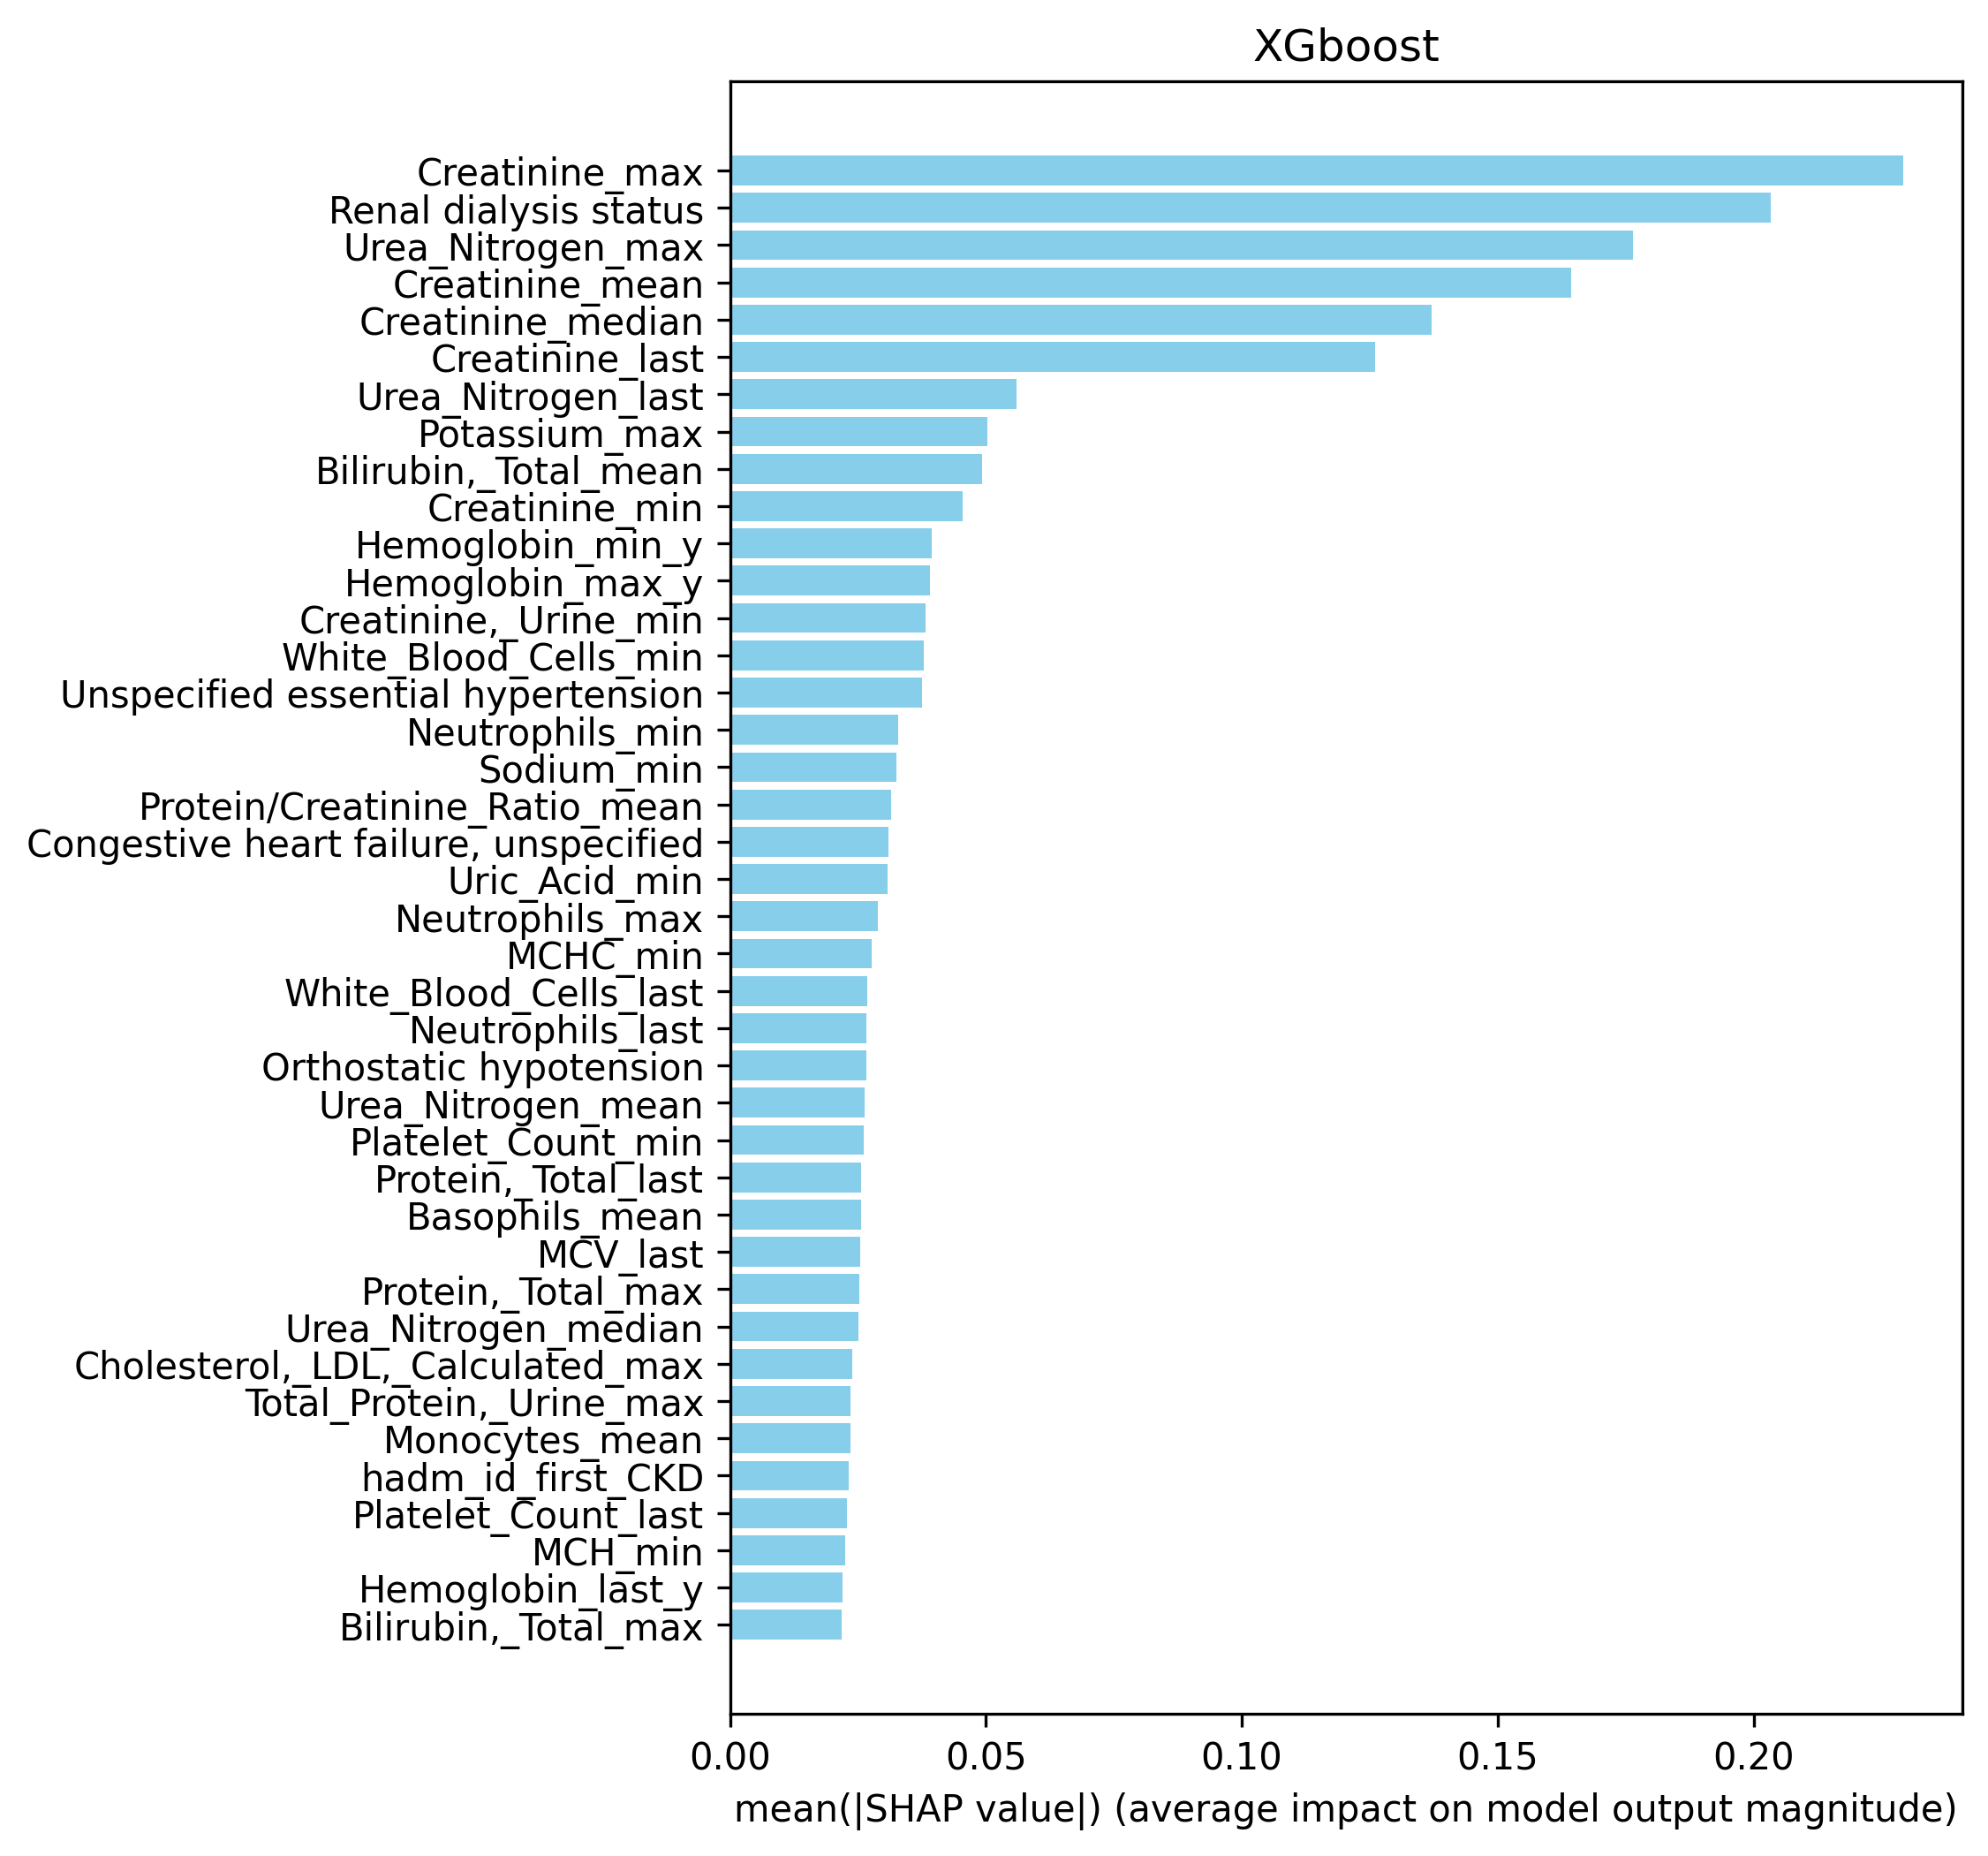 XGboost
Creatinine_max
Renal dialysis status
Urea_Nitrogen_max
Creatinine_mean
Creatinine_median
Creatinine_last
Urea_Nitrogen_last
Potassium_max
Bilirubin,_Total_mean
Creatinine_min
Hemoglobin_min_y
Hemoglobin_max_y
Creatinine,_Urine_min
White_Blood_Cells_min
Unspecified essential hypertension
Neutrophils_min
Sodium_min
Protein/Creatinine_Ratio_mean
Congestive heart failure, unspecified
Uric_Acid_min
Neutrophils_max
MCHC_min
White_Blood_Cells_last
Neutrophils_last
Orthostatic hypotension
Urea_Nitrogen_mean
Platelet_Count_min
Protein,_Total_last
Basophils_mean
MCV_last
Protein,_Total_max
Urea_Nitrogen_median
Cholesterol,_LDL,_Calculated_max
Total_Protein,_Urine_max
Monocytes_mean
hadm_id_first_CKD
Platelet_Count_last
MCH_min
Hemoglobin_last_y
Bilirubin,_Total_max
0.00 0.05 0.10 0.15 0.20
mean(|SHAP value|) (average impact on model output magnitude)